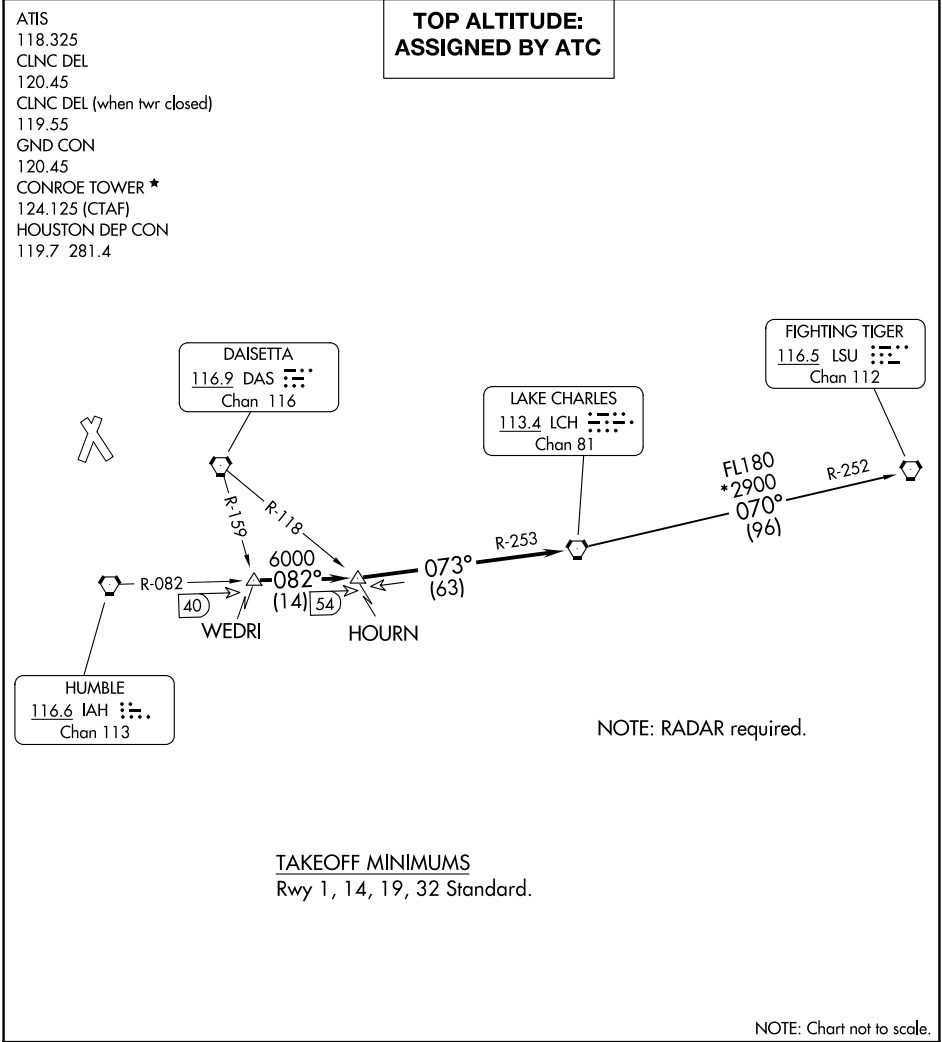 ATIS
118.325
CLNC DEL
120.45
CLNC DEL (when twr closed)
119.55
GND CON
120.45
CONROE TOWER ★
124.125 (CTAF)
HOUSTON DEP CON
119.7 281.4
TOP ALTITUDE:
ASSIGNED BY ATC
DAISETTA
116.9 DAS
Chan 116
FIGHTING TIGER
116.5 LSU
Chan 112
LAKE CHARLES
113.4 LCH
Chan 81
R-159
R-118
FL180
*2900
070°
(96)
R-252
R-253
073°
(63)
6000
082°
(14)
R-082
40
54
WEDRI
HOURN
HUMBLE
116.6 IAH
Chan 113
NOTE: RADAR required.
TAKEOFF MINIMUMS
Rwy 1, 14, 19, 32 Standard.
NOTE: Chart not to scale.